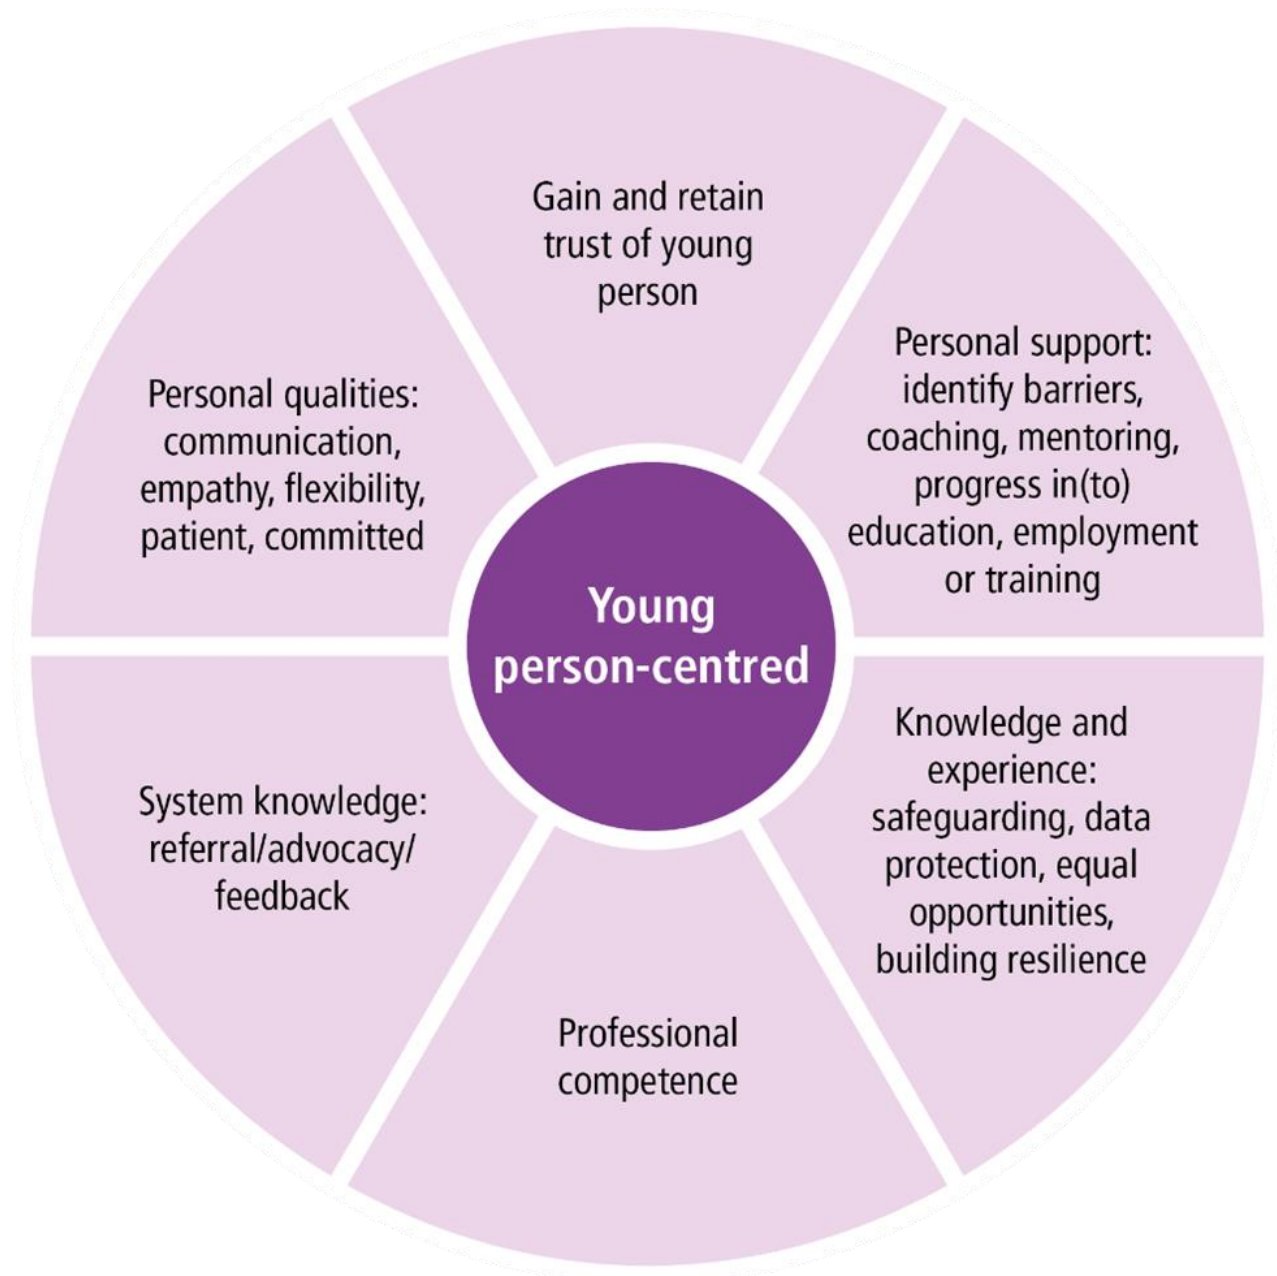 Gain and retain
trust of young
person
Personal support:
identify barriers,
coaching, mentoring,
progress in(to)
education, employment
or training
Knowledge and
experience:
safeguarding, data
protection, equal
opportunities,
building resilience
Professional
competence
System knowledge:
referral/advocacy/
feedback
Personal qualities:
communication,
empathy, flexibility,
patient, committed
Young
person-centred